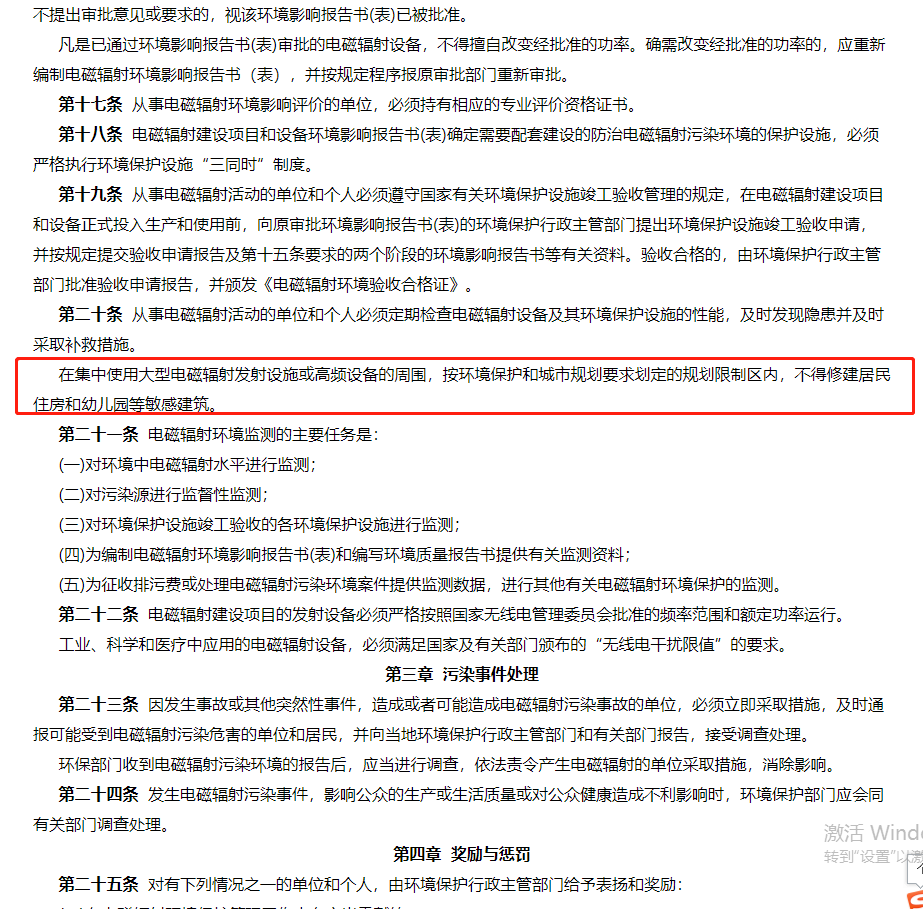 不提出审批意见或要求的，视该环境影响报告书(表)已被批准。
凡是已通过环境影响报告书(表)审批的电磁辐射设备，不得擅自改变经批准的功率。确需改变经批准的功率的，应重新
编制电磁辐射环境影响报告书（表），并按规定程序报原审批部门重新审批。
第十七条 从事电磁辐射环境影响评价的单位，必须持有相应的专业评价资格证书。
第十八条 电磁辐射建设项目和设备环境影响报告书(表)确定需要配套建设的防治电磁辐射污染环境的保护设施，必须
严格执行环境保护设施“三同时”制度。
第十九条 从事电磁辐射活动的单位和个人必须遵守国家有关环境保护设施竣工验收管理的规定，在电磁辐射建设项目
和设备正式投入生产和使用前，向原审批环境影响报告书(表)的环境保护行政主管部门提出环境保护设施竣工验收申请，
并按规定提交验收申请报告及第十五条要求的两个阶段的环境影响报告书等有关资料。验收合格的，由环境保护行政主管
部门批准验收申请报告，并颁发《电磁辐射环境验收合格证》。
第二十条 从事电磁辐射活动的单位和个人必须定期检查电磁辐射设备及其环境保护设施的性能，及时发现隐患并及时
采取补救措施。
在集中使用大型电磁辐射发射设施或高频设备的周围，按环境保护和城市规划要求划定的规划限制区内，不得修建居民
住房和幼儿园等敏感建筑。
第二十一条 电磁辐射环境监测的主要任务是：
(一)对环境中电磁辐射水平进行监测；
(二)对污染源进行监督性监测；
(三)对环境保护设施竣工验收的各环境保护设施进行监测；
(四)为编制电磁辐射环境影响报告书(表)和编写环境质量报告书提供有关监测资料；
(五)为征收排污费或处理电磁辐射污染环境案件提供监测数据，进行其他有关电磁辐射环境保护的监测。
第二十二条 电磁辐射建设项目的发射设备必须严格按照国家无线电管理委员会批准的频率范围和额定功率运行。
工业、科学和医疗中应用的电磁辐射设备，必须满足国家及有关部门颁布的“无线电干扰限值”的要求。
第三章 污染事件处理
第二十三条 因发生事故或其他突然性事件，造成或者可能造成电磁辐射污染事故的单位，必须立即采取措施，及时通
报可能受到电磁辐射污染危害的单位和居民，并向当地环境保护行政主管部门和有关部门报告，接受调查处理。
环保部门收到电磁辐射污染环境的报告后，应当进行调查，依法责令产生电磁辐射的单位采取措施，消除影响。
第二十四条 发生电磁辐射污染事件，影响公众的生产或生活质量或对公众健康造成不利影响时，环境保护部门应会同
有关部门调查处理。
激活 Wind
转到“设置”以激
第四章 奖励与惩罚
第二十五条 对有下列情况之一的单位和个人，由环境保护行政主管部门给予表扬和奖励：